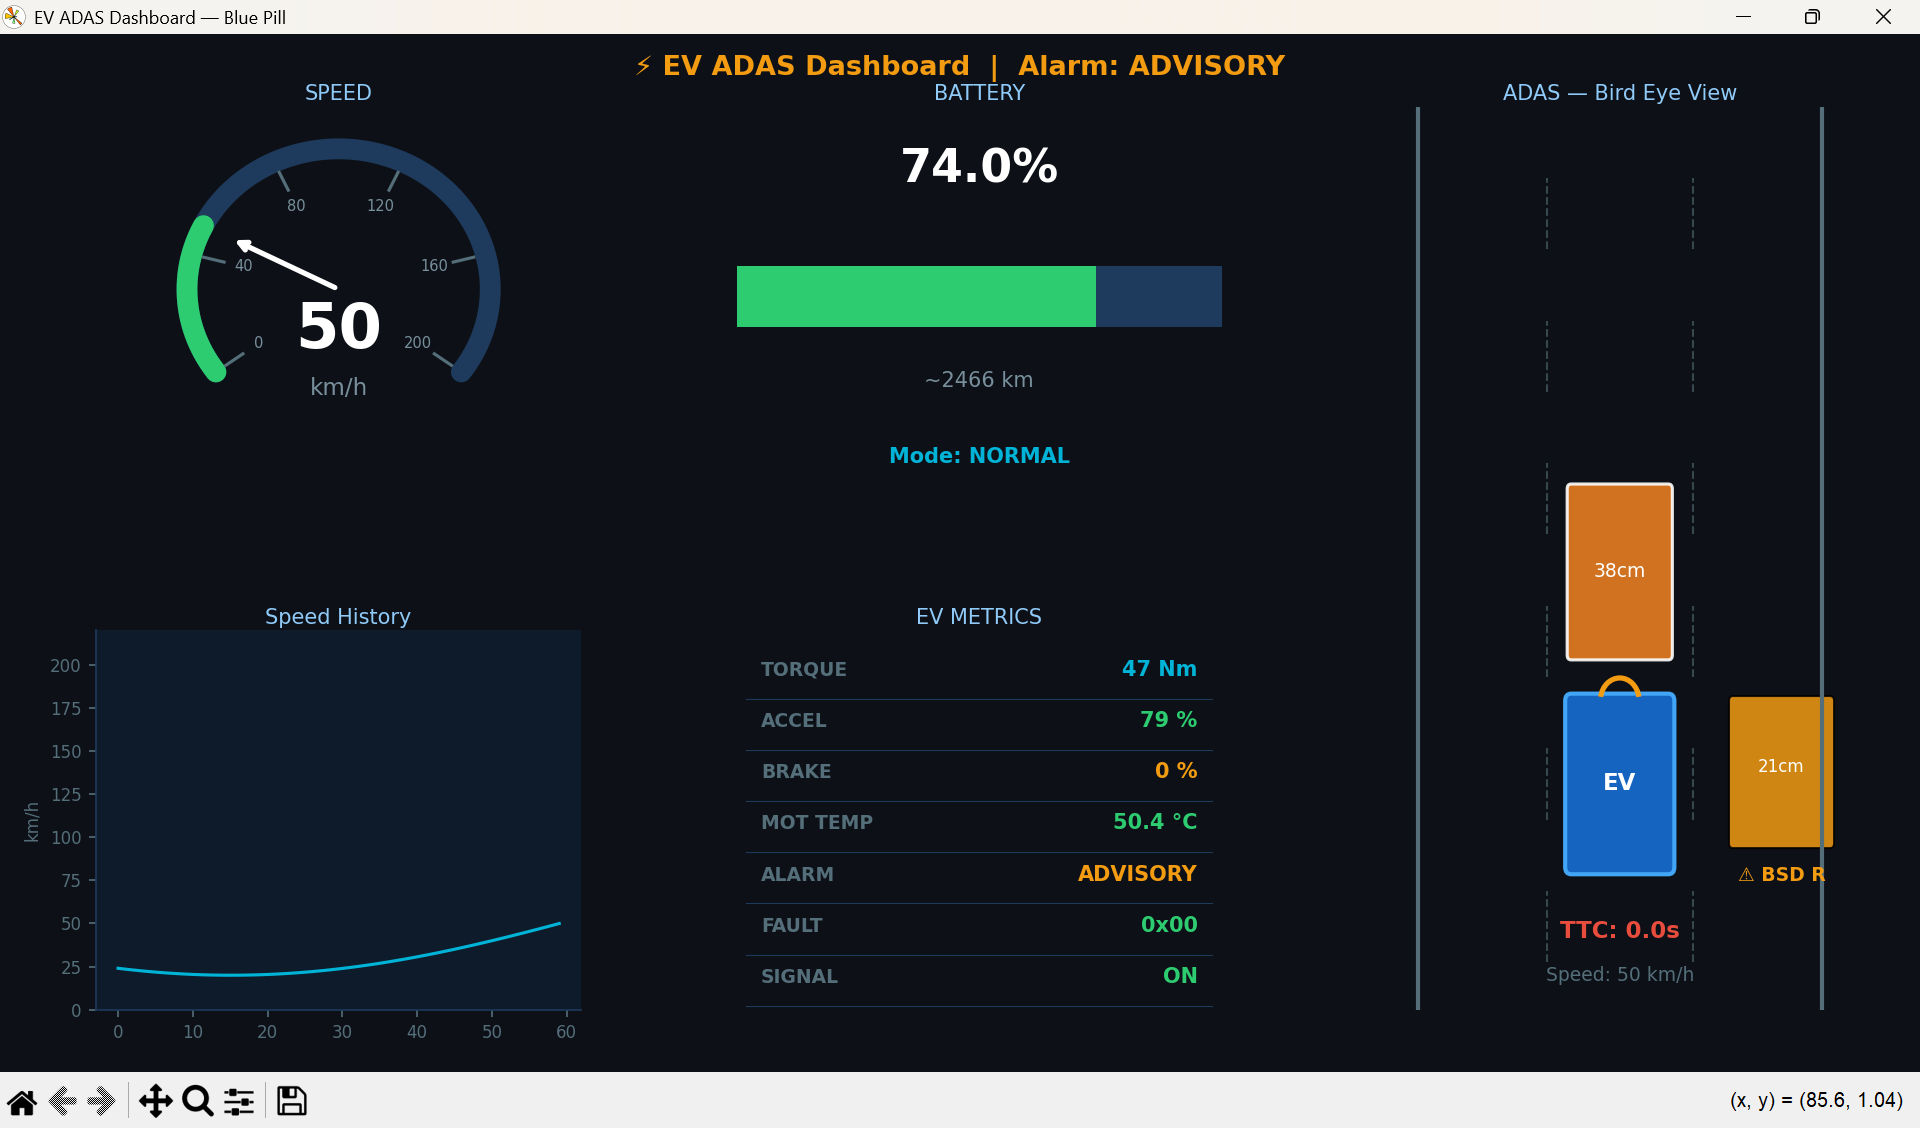 EV ADAS Dashboard — Blue Pill
⚡ EV ADAS Dashboard | Alarm: ADVISORY
SPEED
80
120
40
160
0
200
50
km/h
BATTERY
74.0%
~2466 km
Mode: NORMAL
ADAS — Bird Eye View
38cm
EV
21cm
⚠ BSD R
TTC: 0.0s
Speed: 50 km/h
Speed History
km/h
200
175
150
125
100
75
50
25
0
0 10 20 30 40 50 60
EV METRICS
TORQUE 47 Nm
ACCEL 79 %
BRAKE 0 %
MOT TEMP 50.4 °C
ALARM ADVISORY
FAULT 0x00
SIGNAL ON
(x, y) = (85.6, 1.04)